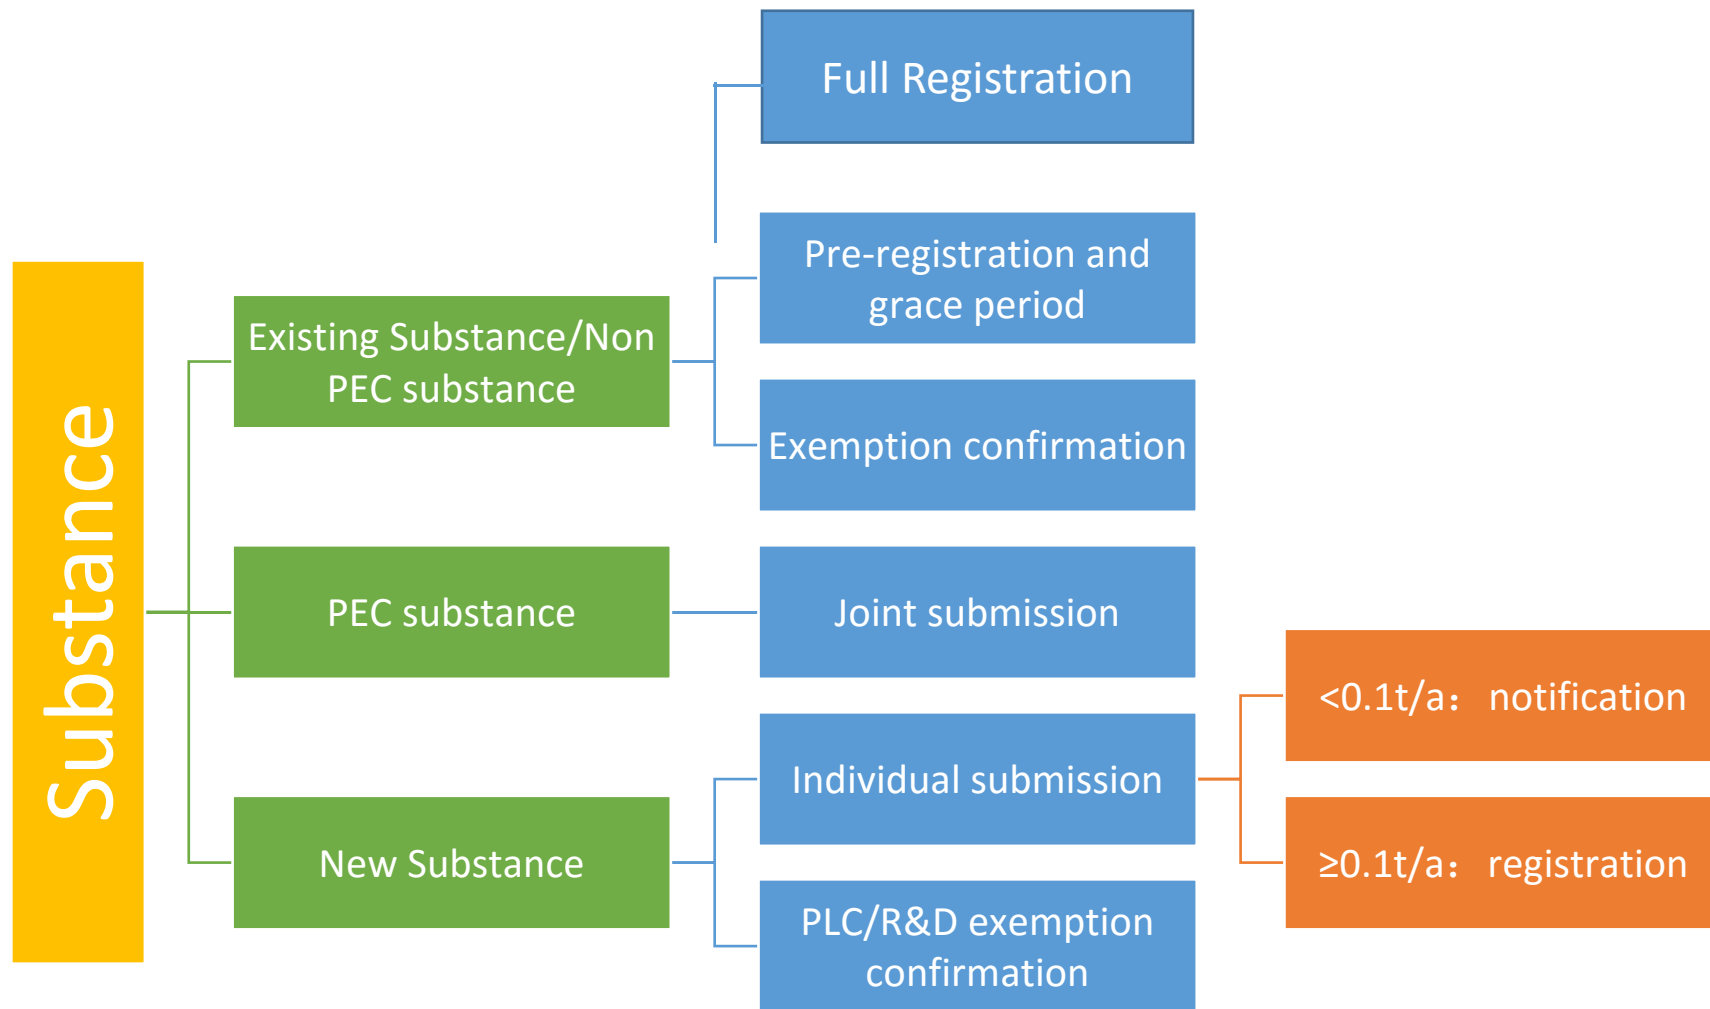 Substance
Existing Substance/Non
PEC substance
PEC substance
New Substance
Full Registration
Pre-registration and
grace period
Exemption confirmation
Joint submission
Individual submission
PLC/R&D exemption
confirmation
<0.1t/a： notification
≥0.1t/a： registration